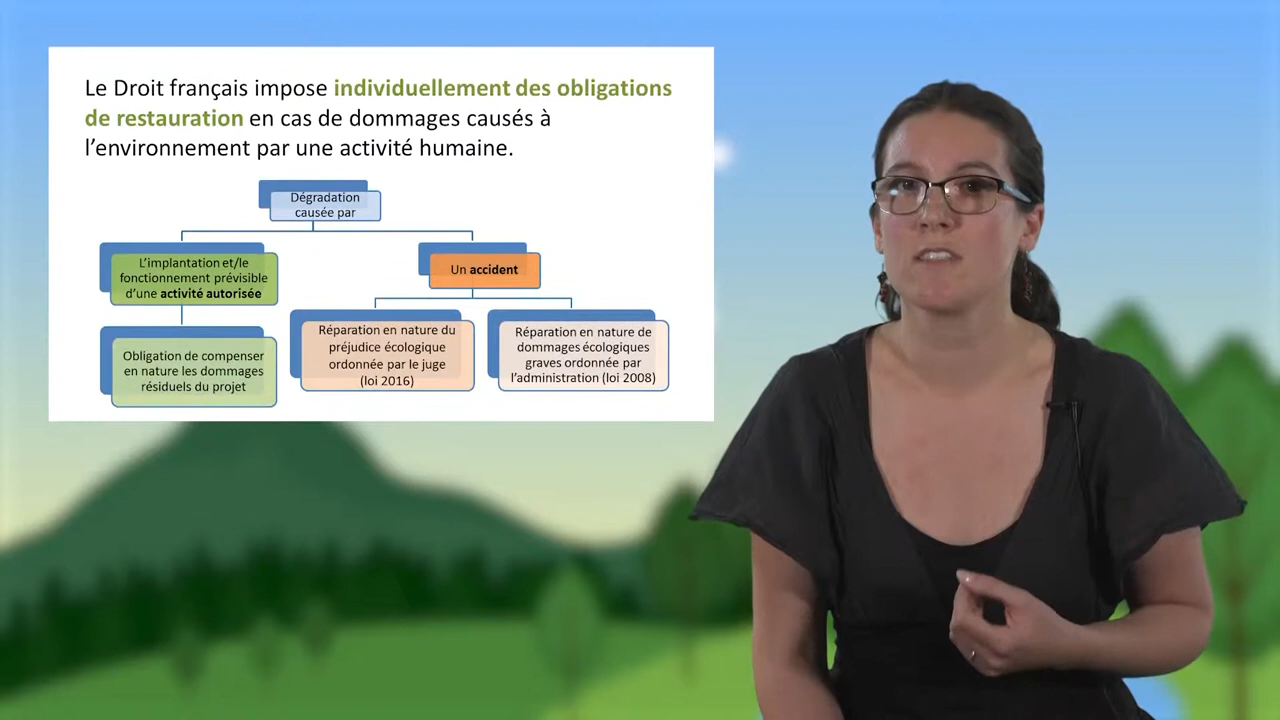 Le Droit français impose individuellement des obligations
de restauration en cas de dommages causés à
l'environnement par une activité humaine.
Dégradation
causée par
L'implantation et/le
fonctionnement prévisible
d'une activité autorisée
Un accident
Obligation de compenser
en nature les dommages
résiduels du projet
Réparation en nature du
préjudice écologique
ordonnée par le juge
(loi 2016)
Réparation en nature de
dommages écologiques
graves ordonnée par
l'administration (loi 2008)